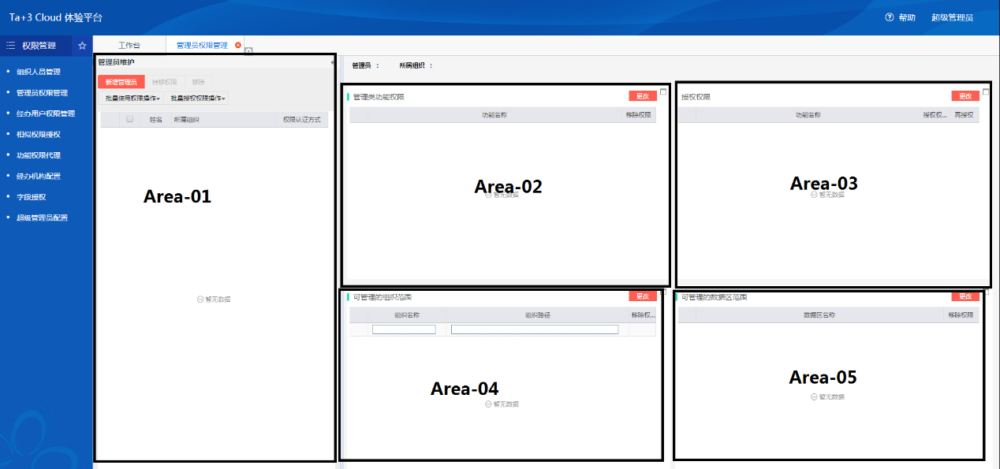 Ta+3 Cloud 体验平台
帮助 超级管理员
权限管理
工作台 管理员权限管理
组织人员管理
管理员权限管理
经办用户权限管理
相似权限授权
功能权限代理
经办机构配置
字段授权
超级管理员配置
管理员维护
新增管理员 转移权限 移除
批量使用权限操作 批量授权权限操作
姓名 所属组织 权限认证方式
Area-01
暂无数据
管理员 ： 所属组织 ：
管理类功能权限 更改
功能名称 移除权限
Area-02
暂无数据
授权权限 更改
功能名称 授权权... 再授权
Area-03
暂无数据
可管理的组织范围 更改
组织名称 组织路径 移除权...
Area-04
暂无数据
可管理的数据区范围 更改
数据区名称 移除权限
Area-05
暂无数据